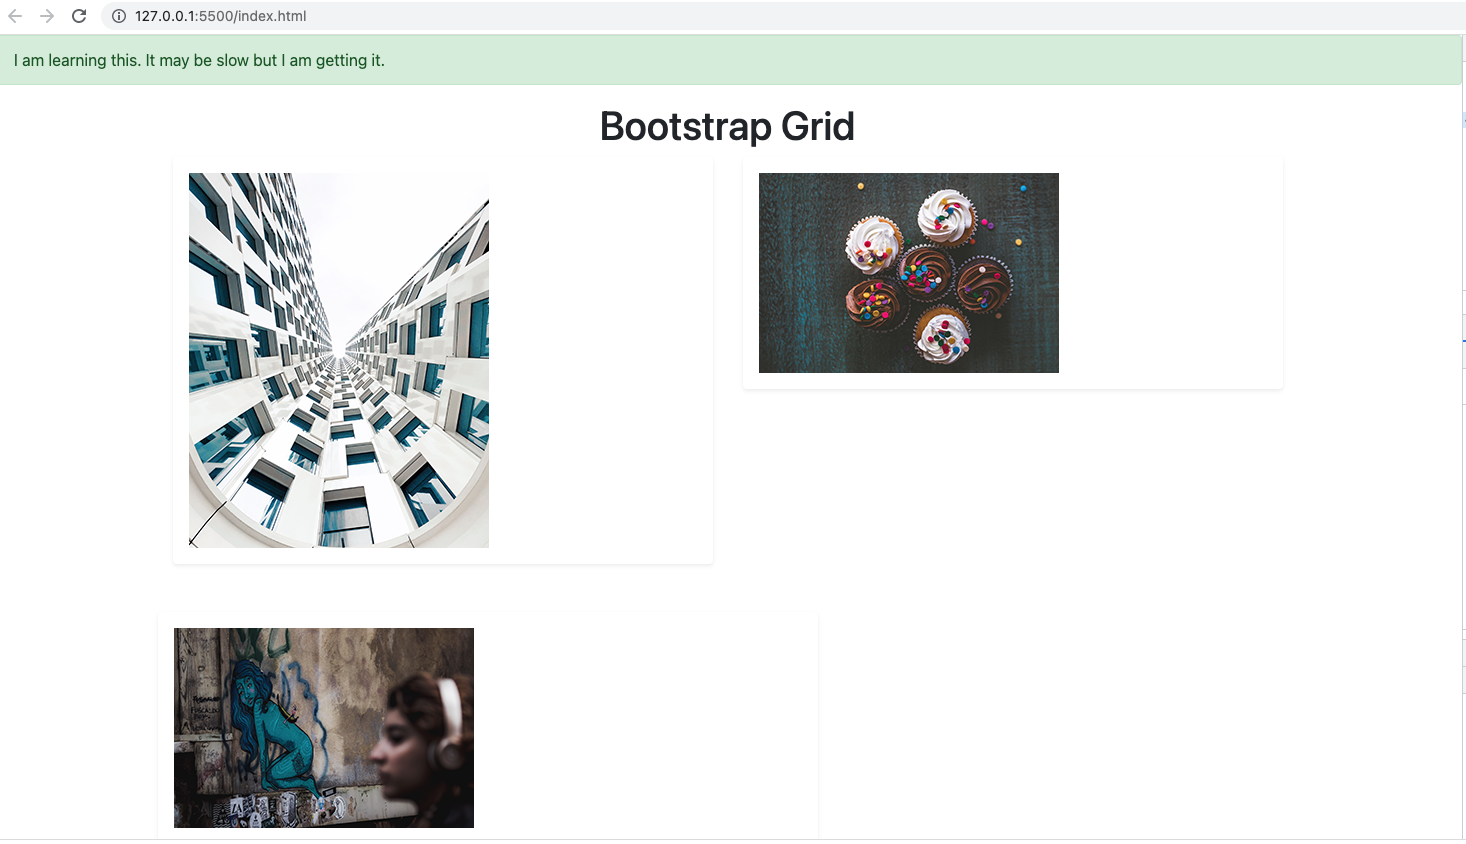 127.0.0.1:5500/index.html
I am learning this. It may be slow but I am getting it.
Bootstrap Grid